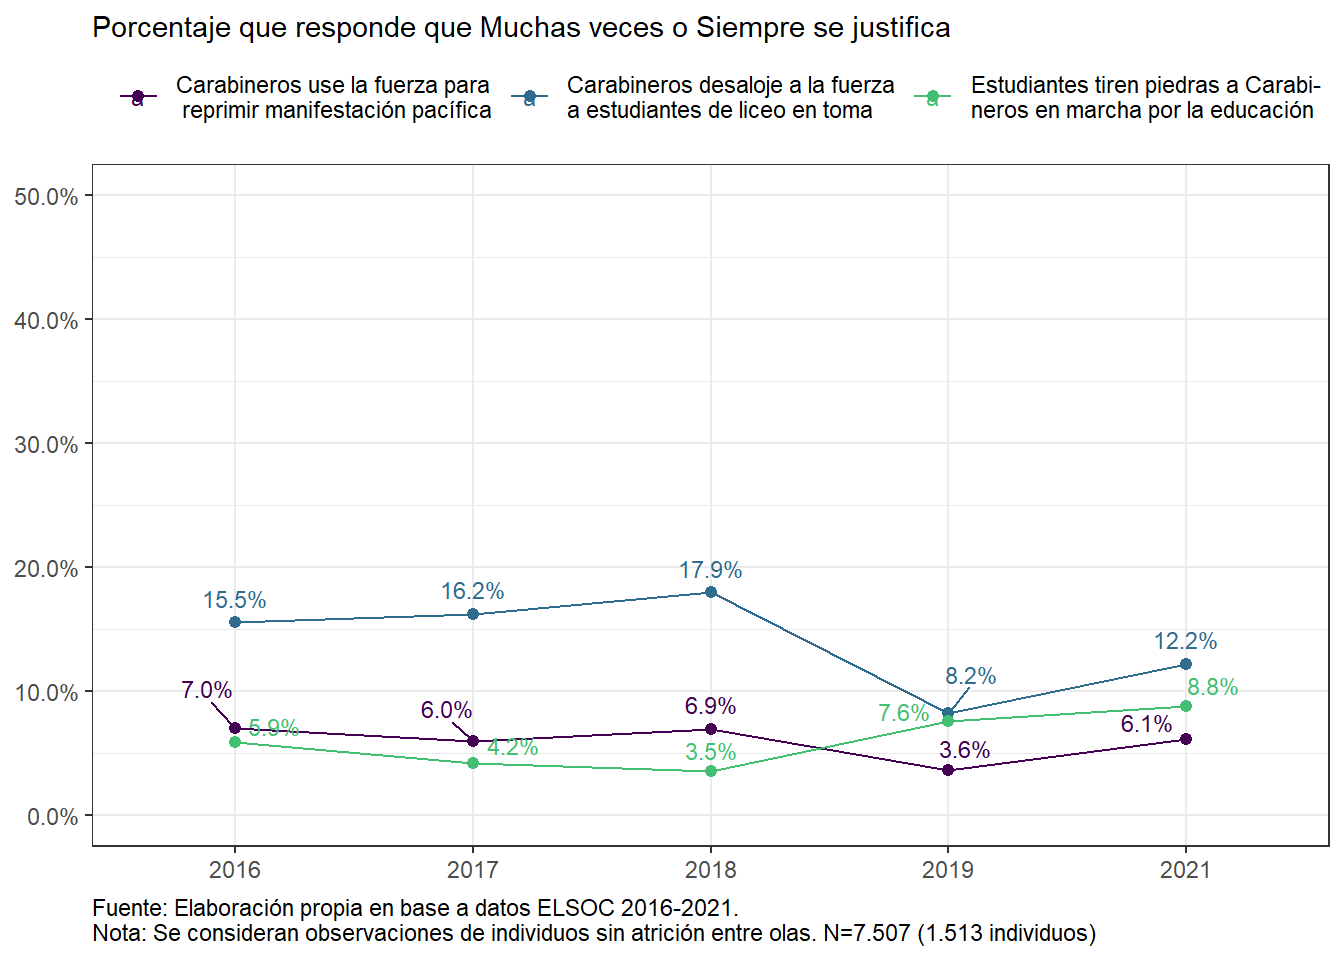 Porcentaje que responde que Muchas veces o Siempre se justifica
a Carabineros use la fuerza para
reprimir manifestación pacífica
a Carabineros desaloje a la fuerza
a estudiantes de liceo en toma
a Estudiantes tiren piedras a Carabi-
neros en marcha por la educación
50.0%
40.0%
30.0%
20.0%
10.0%
0.0%
15.5%
16.2%
17.9%
8.2%
12.2%
7.0%
6.0%
6.9%
3.6%
6.1%
5.9%
4.2%
3.5%
7.6%
8.8%
2016 2017 2018 2019 2021
Fuente: Elaboración propia en base a datos ELSOC 2016-2021.
Nota: Se consideran observaciones de individuos sin atrición entre olas. N=7.507 (1.513 individuos)